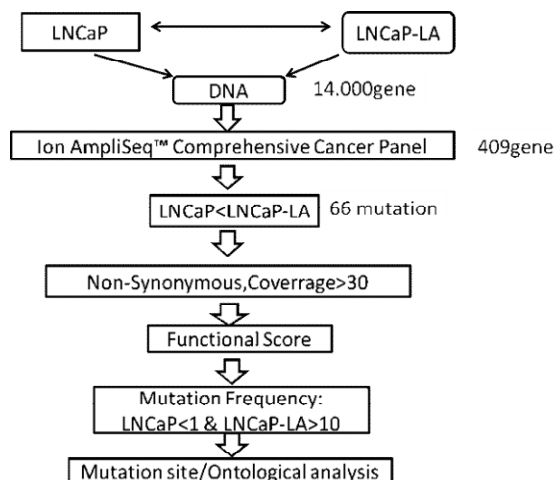 LNCaP
LNCaP-LA
DNA
14.000gene
Ion AmpliSeq™ Comprehensive Cancer Panel
409gene
LNCaP<LNCaP-LA
66 mutation
Non-Synonymous,Coverrage>30
Functional Score
Mutation Frequency:
LNCaP<1 & LNCaP-LA>10
Mutation site/Ontological analysis